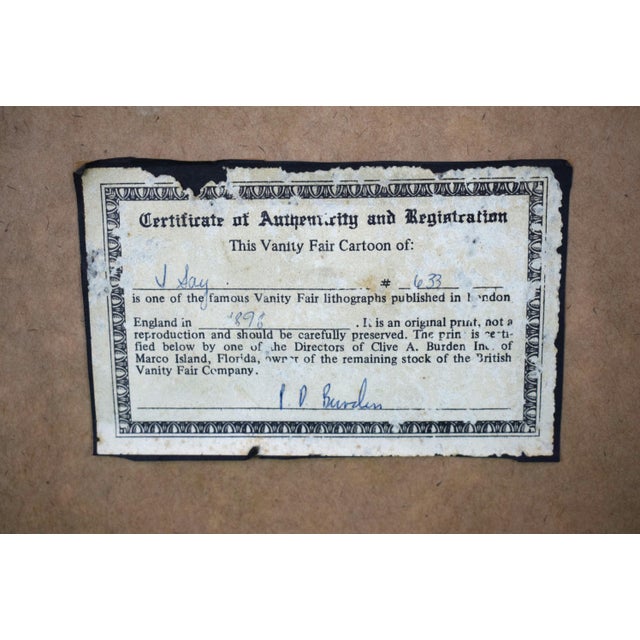 Certificate of Authenticity and Registration
This Vanity Fair Cartoon of:
I Say # 633
is one of the famous Vanity Fair lithographs published in London
England in . It is an original print, not a
reproduction and should be carefully preserved. The print is certi-
fied below by one of the Directors of Clive A. Burden Inc. of
Marco Island, Florida, owner of the remaining stock of the British
Vanity Fair Company.
P. D. Burden